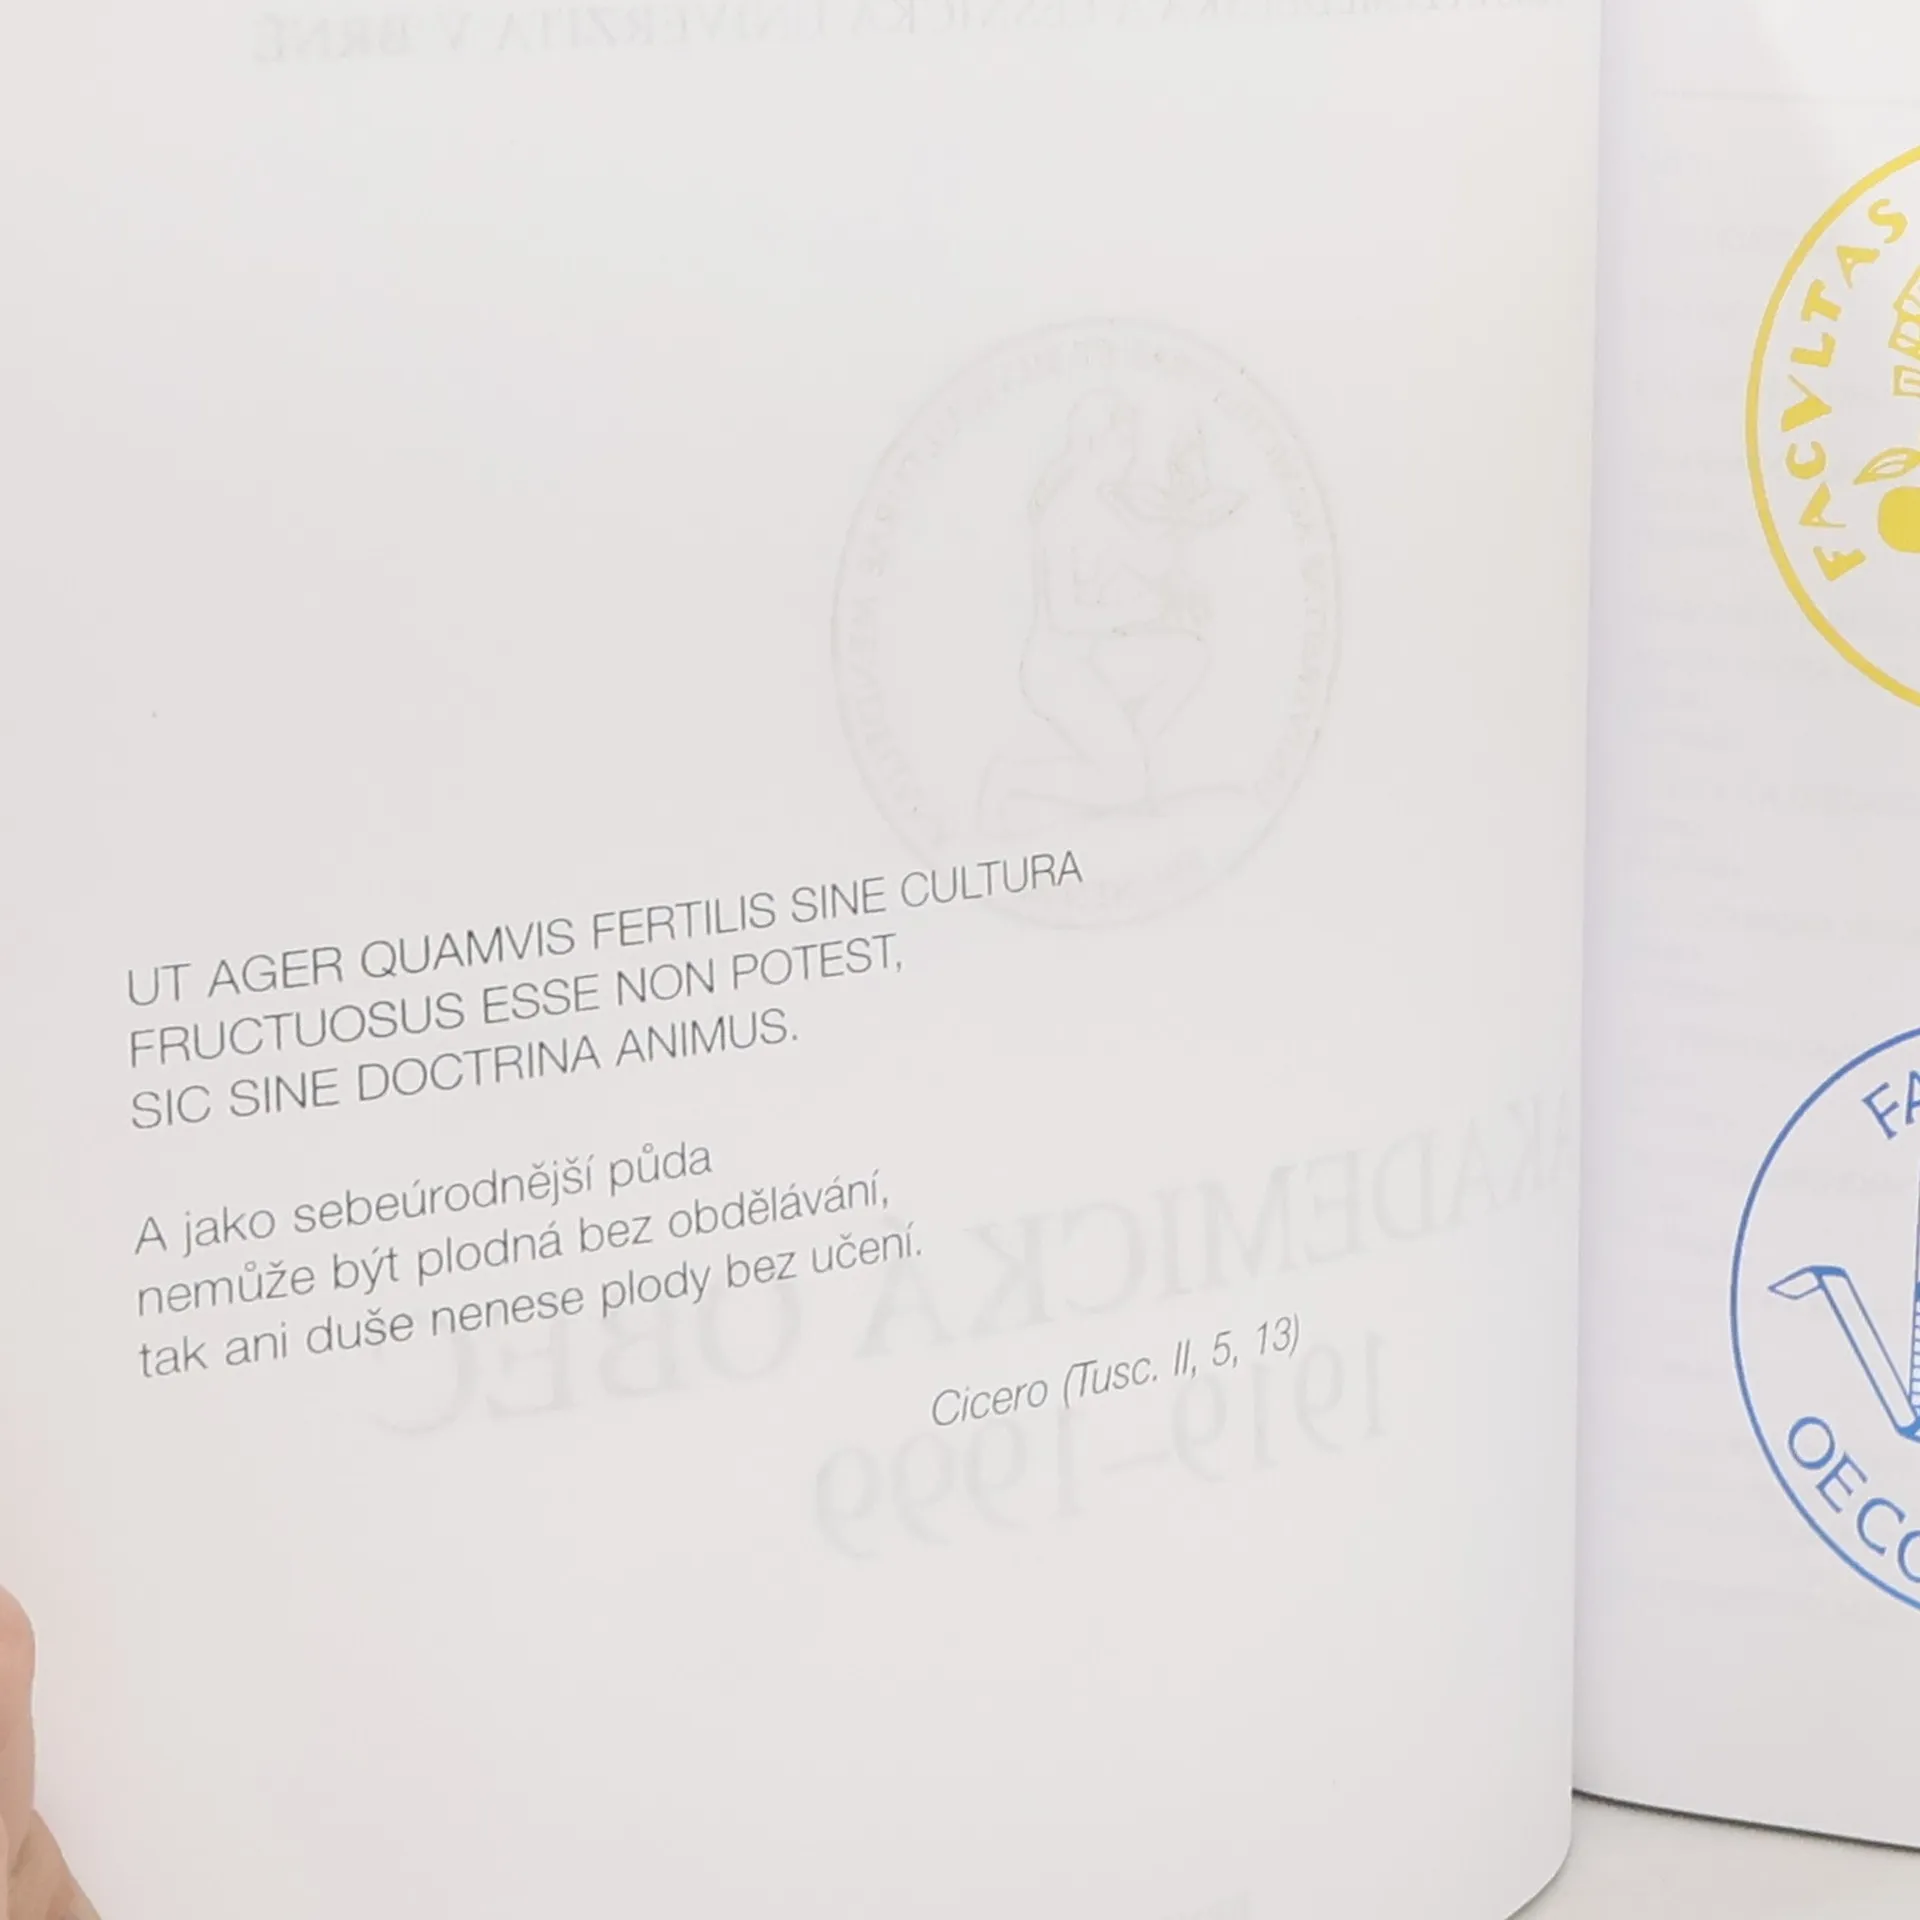 UT AGER QUAMVIS FERTILIS SINE CULTURA
FRUCTUOSUS ESSE NON POTEST,
SIC SINE DOCTRINA ANIMUS.
A jako sebeúrodnější půda
nemůže být plodná bez obdělávání,
tak ani duše nenese plody bez učení.
Cicero (Tusc. II, 5, 13)
AKADEMICKÁ OBEC
1919–1999
FACVLTAS